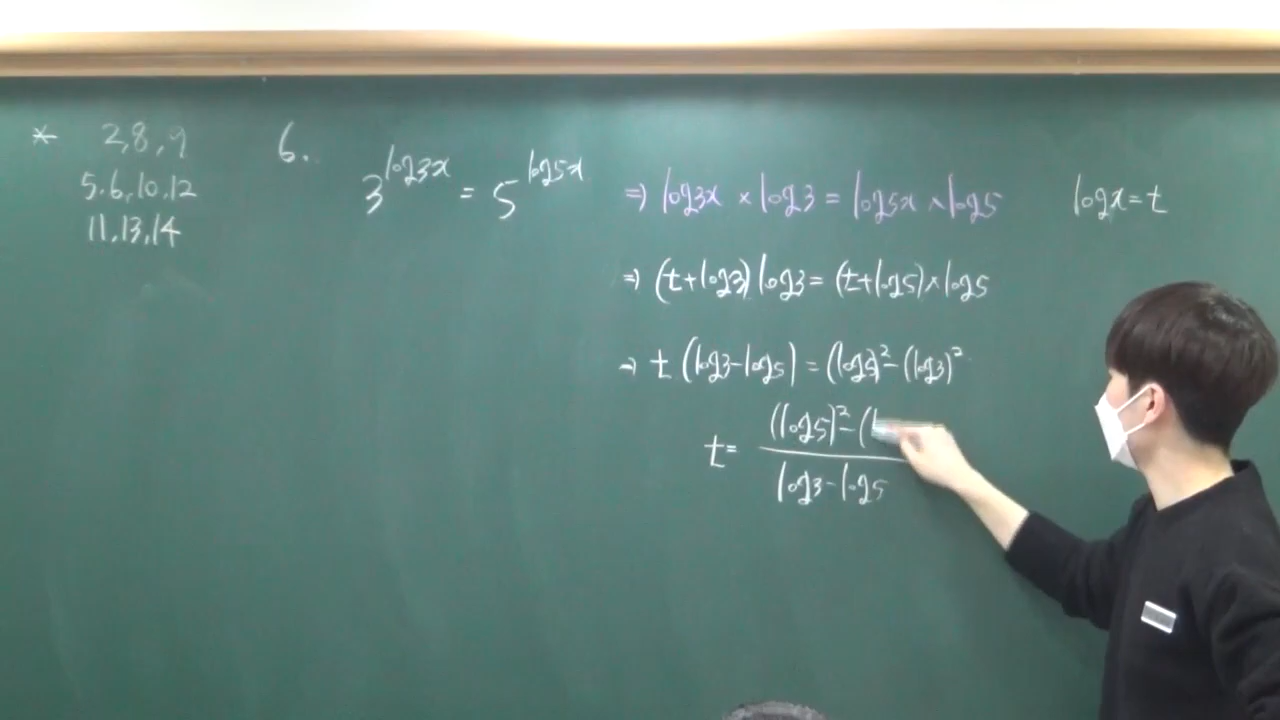 * 2,8,9
5,6,10,12
11,13,14
6.
3^{log3x} = 5^{log5x}
⇒ log3x × log3 = log5x × log5
logx = t
⇒ (t+log3) log3 = (t+log5)×log5
⇒ t (log3-log5) = (log5)² - (log3)²
t = \frac{(log5)² - (l}{log3-log5}